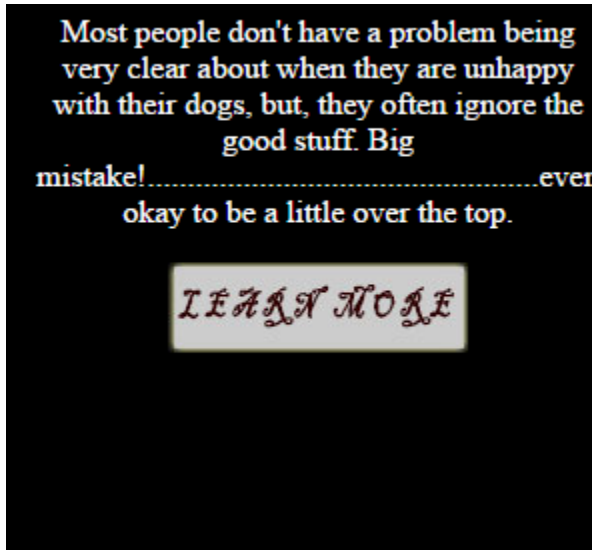 Most people don't have a problem being
very clear about when they are unhappy
with their dogs, but, they often ignore the
good stuff. Big
mistake!.................................................even
okay to be a little over the top.
LEARN MORE